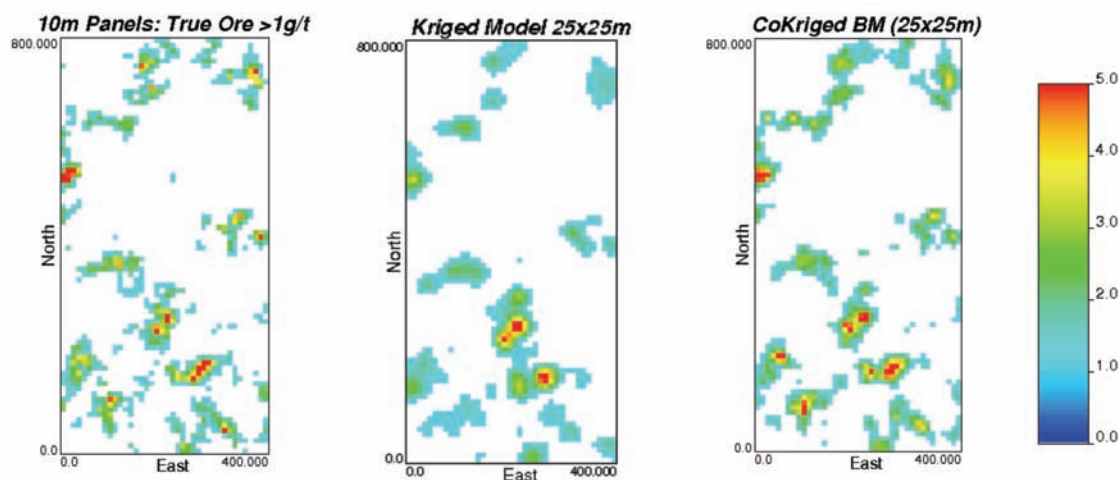 10m Panels: True Ore >1g/t
800.000
North
0.0
0.0
400.000
East
Kriged Model 25x25m
800.000
North
0.0
0.0
400.000
East
CoKriged BM (25x25m)
800.000
North
0.0
0.0
400.000
East
5.0
4.0
3.0
2.0
1.0
0.0